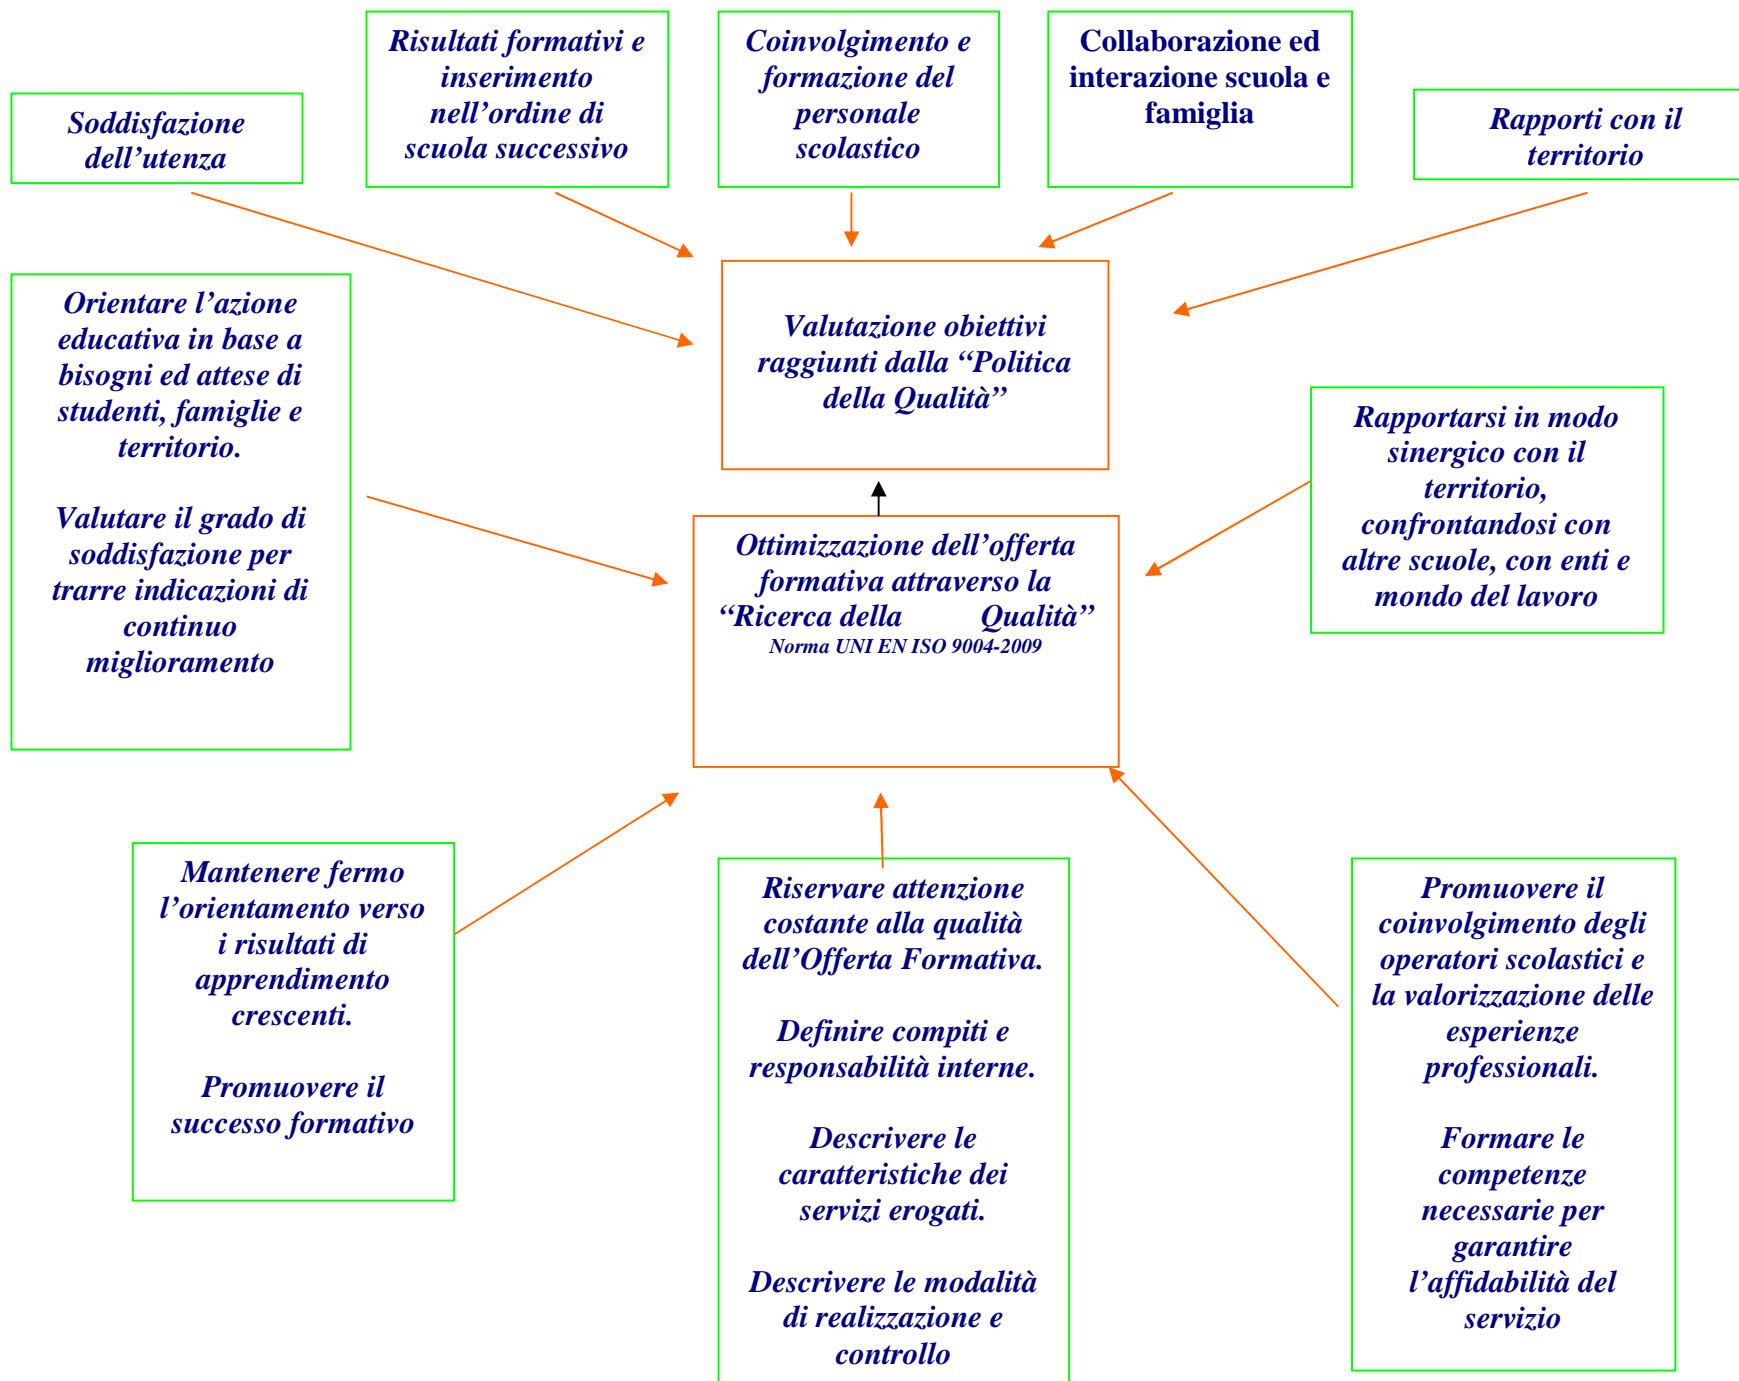 Soddisfazione
dell’utenza
Risultati formativi e
inserimento
nell’ordine di
scuola successivo
Coinvolgimento e
formazione del
personale
scolastico
Collaborazione ed
interazione scuola e
famiglia
Rapporti con il
territorio
Valutazione obiettivi
raggiunti dalla “Politica
della Qualità”
Orientare l’azione
educativa in base a
bisogni ed attese di
studenti, famiglie e
territorio.
Valutare il grado di
soddisfazione per
trarre indicazioni di
continuo
miglioramento
Ottimizzazione dell’offerta
formativa attraverso la
“Ricerca della Qualità”
Norma UNI EN ISO 9004-2009
Rapportarsi in modo
sinergico con il
territorio,
confrontandosi con
altre scuole, con enti e
mondo del lavoro
Mantenere fermo
l’orientamento verso
i risultati di
apprendimento
crescenti.
Promuovere il
successo formativo
Riservare attenzione
costante alla qualità
dell’Offerta Formativa.
Definire compiti e
responsabilità interne.
Descrivere le
caratteristiche dei
servizi erogati.
Descrivere le modalità
di realizzazione e
controllo
Promuovere il
coinvolgimento degli
operatori scolastici e
la valorizzazione delle
esperienze
professionali.
Formare le
competenze
necessarie per
garantire
l’affidabilità del
servizio